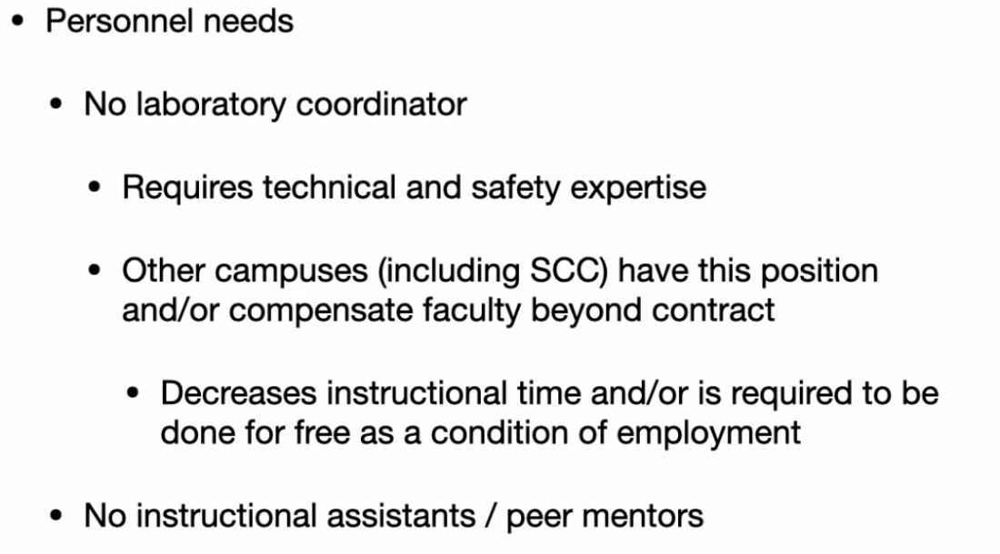 • Personnel needs
• No laboratory coordinator
• Requires technical and safety expertise
• Other campuses (including SCC) have this position
and/or compensate faculty beyond contract
• Decreases instructional time and/or is required to be
done for free as a condition of employment
• No instructional assistants / peer mentors